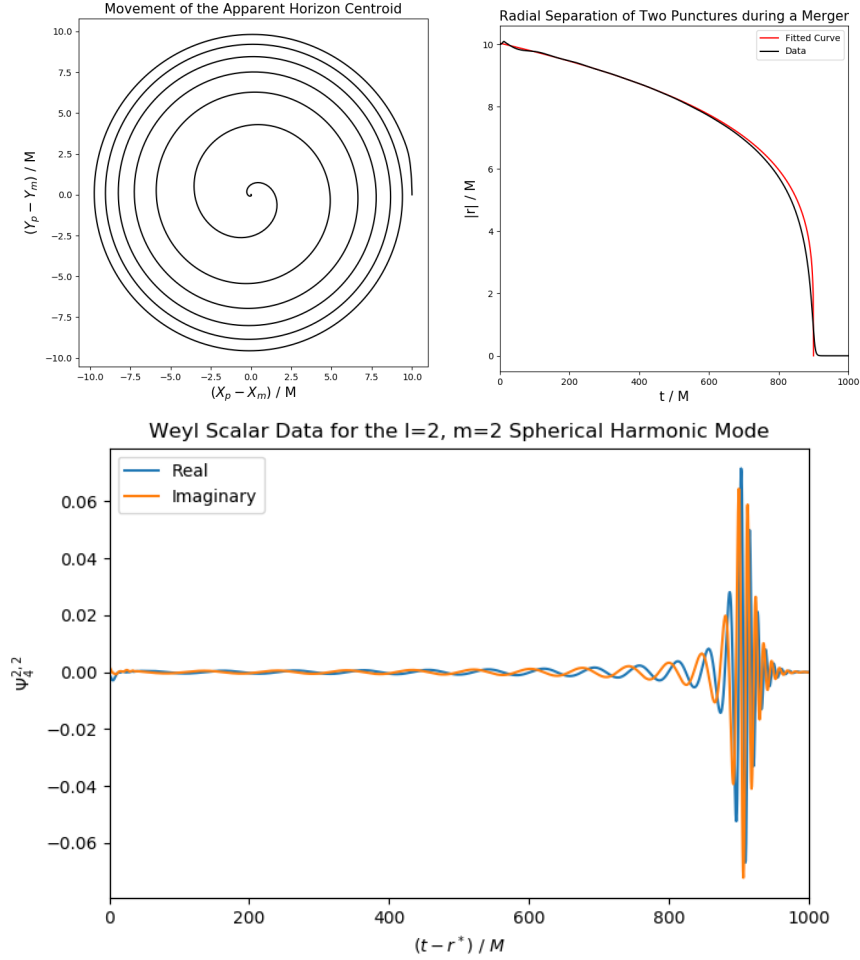 Movement of the Apparent Horizon Centroid
10.0
7.5
5.0
2.5
0.0
−2.5
−5.0
−7.5
−10.0
(Y_p − Y_m) / M
−10.0 −7.5 −5.0 −2.5 0.0 2.5 5.0 7.5 10.0
(X_p − X_m) / M
Radial Separation of Two Punctures during a Merger
Fitted Curve
Data
10
8
6
4
2
0
|r| / M
0 200 400 600 800 1000
t / M
Weyl Scalar Data for the l=2, m=2 Spherical Harmonic Mode
Real
Imaginary
0.06
0.04
0.02
0.00
−0.02
−0.04
−0.06
Ψ_4^{2,2}
0 200 400 600 800 1000
(t − r*) / M